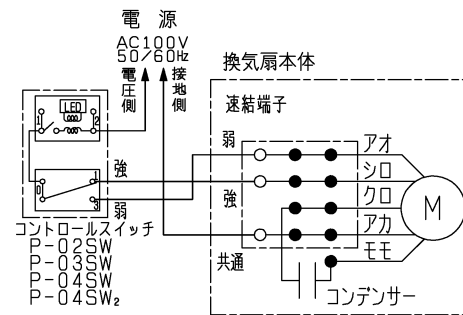 電源
AC100V
50/60Hz
電圧側
接地側
換気扇本体
速結端子
LED
1
2
0
1
3
強
弱
弱
強
共通
アオ
シロ
クロ
アカ
モモ
M
コンデンサー
コントロールスイッチ
P-02SW
P-03SW
P-04SW
P-04SW₂